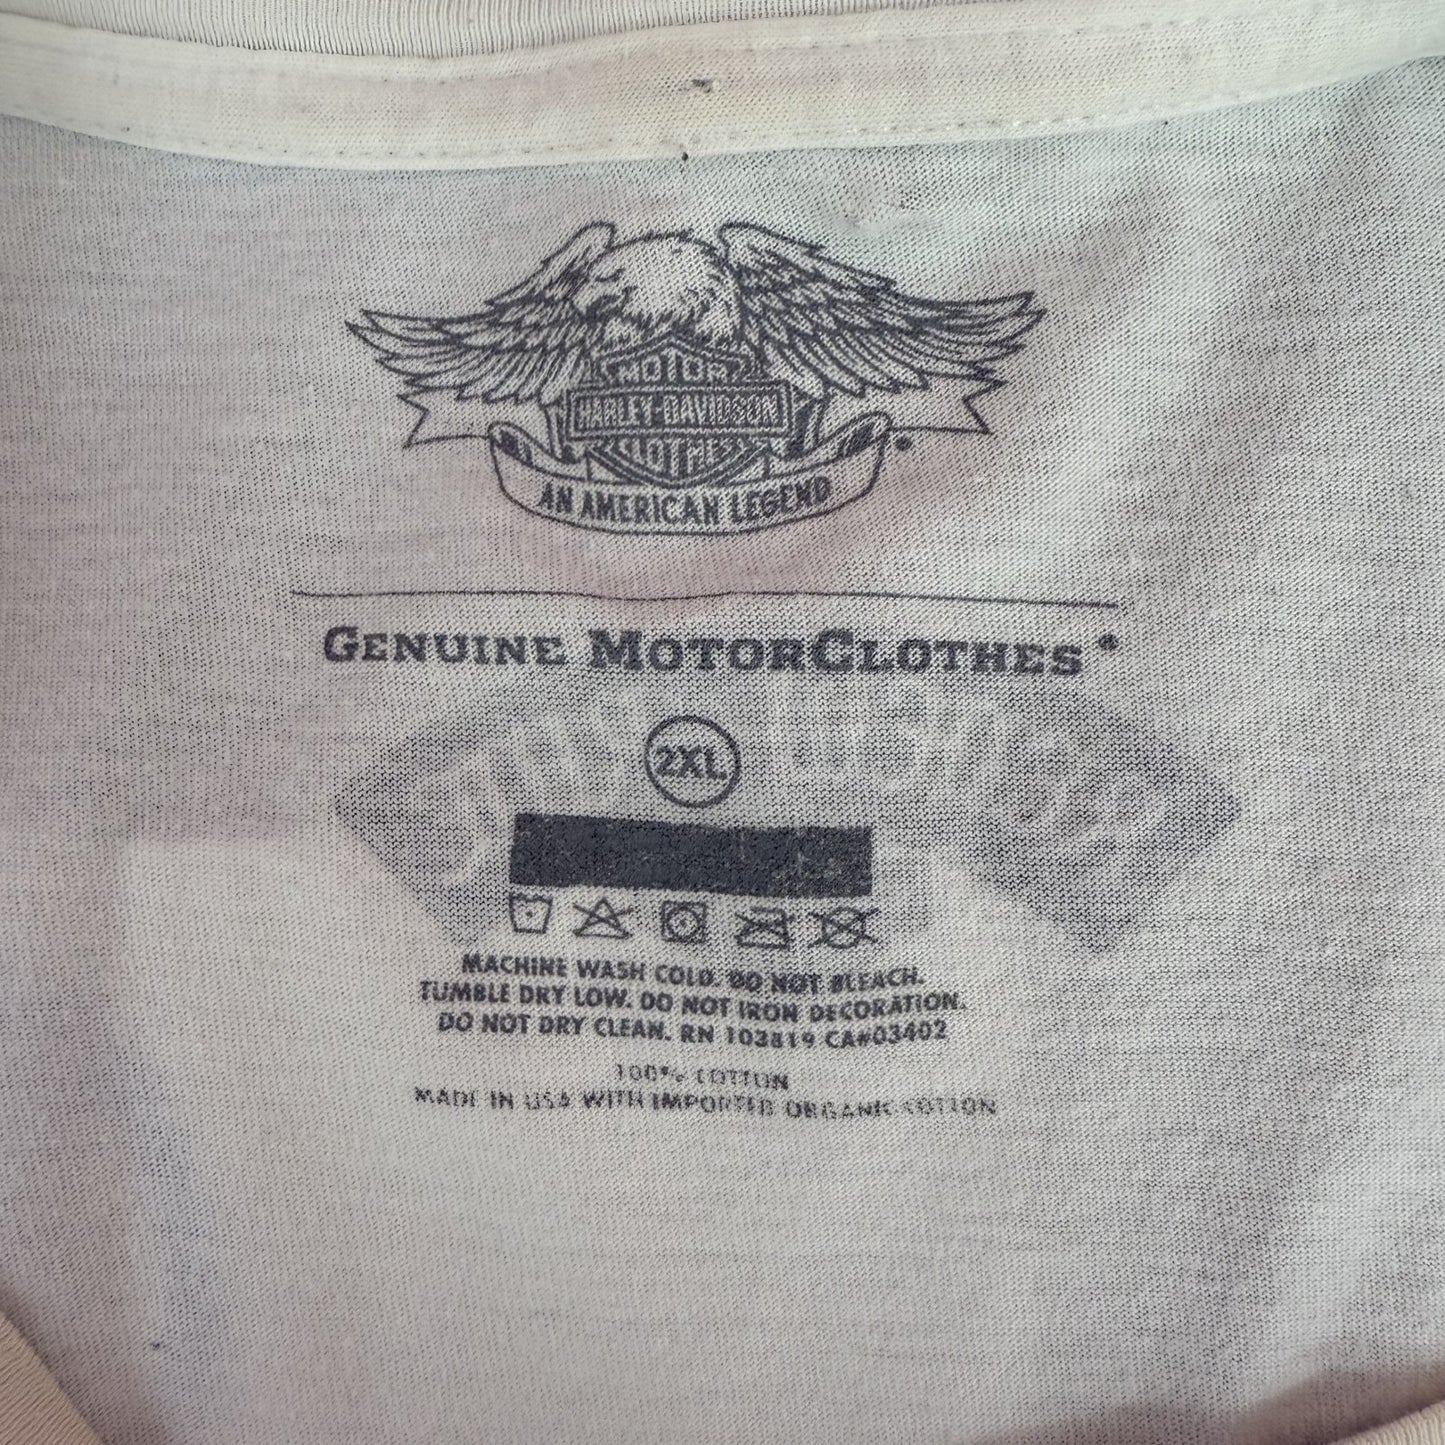 MOTOR
HARLEY-DAVIDSON
CLOTHES
AN AMERICAN LEGEND
GENUINE MOTORCLOTHES
2XL
MACHINE WASH COLD. DO NOT BLEACH.
TUMBLE DRY LOW. DO NOT IRON DECORATION.
DO NOT DRY CLEAN. RN 103819 CA#03402
100% COTTON
MADE IN USA WITH IMPORTED ORGANIC COTTON